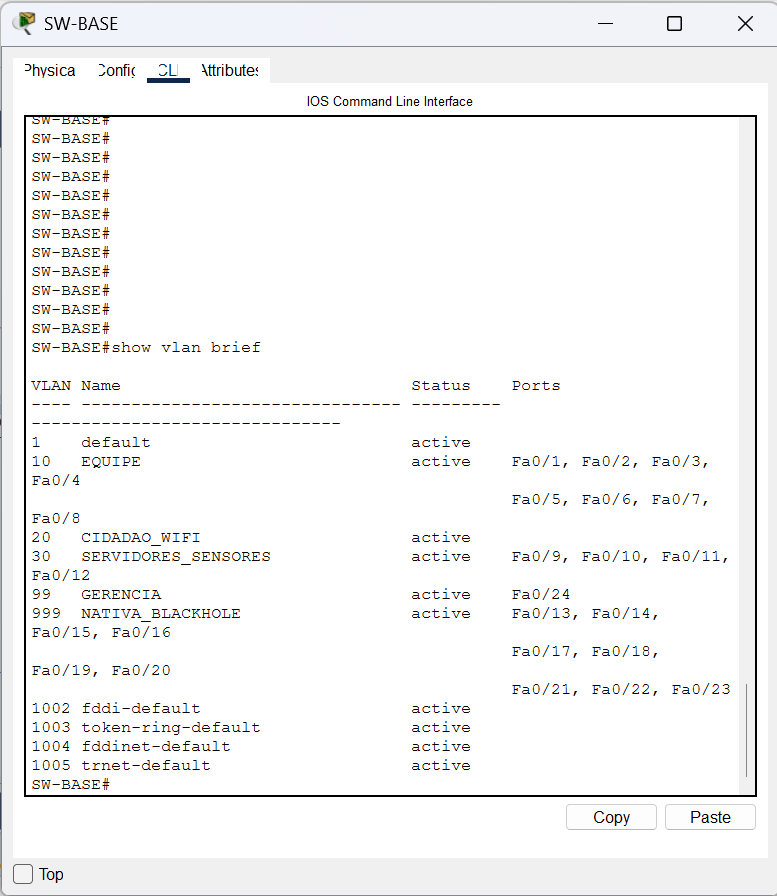 SW-BASE
Physica Config CLI Attributes
IOS Command Line Interface
SW-BASE#
SW-BASE#
SW-BASE#
SW-BASE#
SW-BASE#
SW-BASE#
SW-BASE#
SW-BASE#
SW-BASE#
SW-BASE#
SW-BASE#
SW-BASE#
SW-BASE#show vlan brief
VLAN Name Status Ports
---- -------------------------------- ---------
-------------------------------
1 default active
10 EQUIPE active Fa0/1, Fa0/2, Fa0/3,
Fa0/4
Fa0/5, Fa0/6, Fa0/7,
Fa0/8
20 CIDADAO_WIFI active
30 SERVIDORES_SENSORES active Fa0/9, Fa0/10, Fa0/11,
Fa0/12
99 GERENCIA active Fa0/24
999 NATIVA_BLACKHOLE active Fa0/13, Fa0/14,
Fa0/15, Fa0/16
Fa0/17, Fa0/18,
Fa0/19, Fa0/20
Fa0/21, Fa0/22, Fa0/23
1002 fddi-default active
1003 token-ring-default active
1004 fddinet-default active
1005 trnet-default active
SW-BASE#
Copy Paste
Top